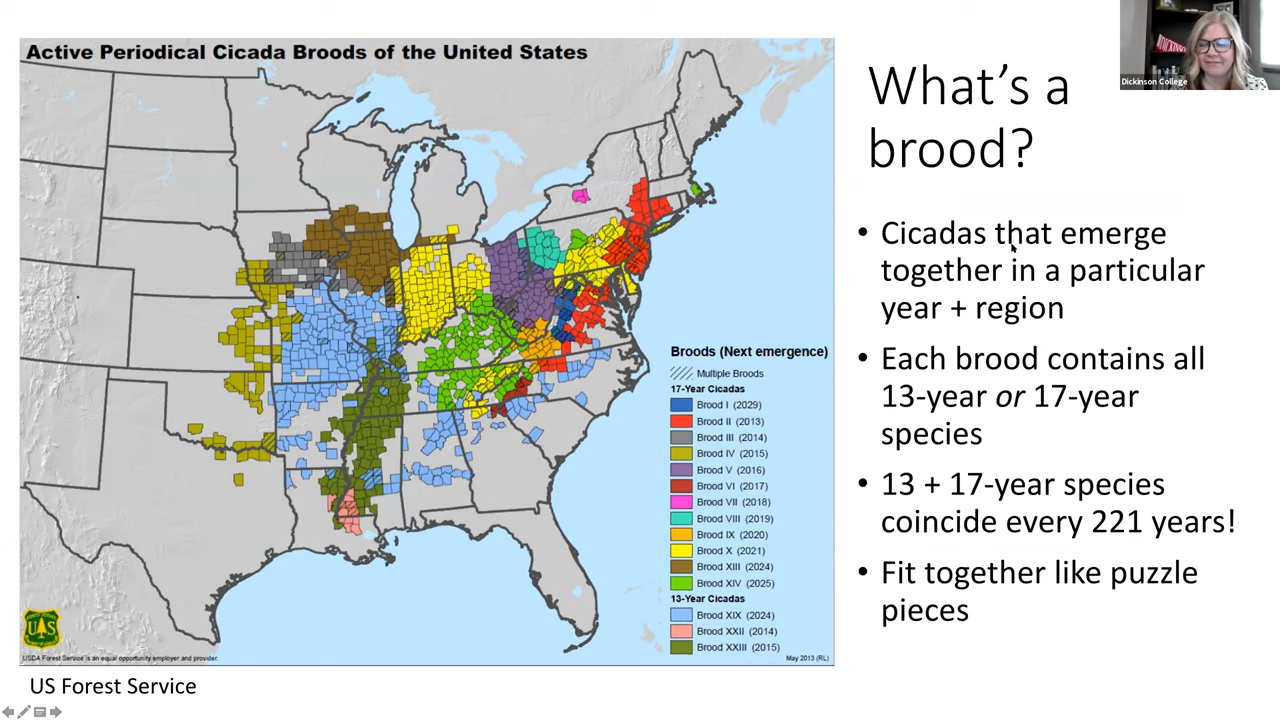 Active Periodical Cicada Broods of the United States
Broods (Next emergence)
Multiple Broods
17-Year Cicadas
Brood I (2029)
Brood II (2013)
Brood III (2014)
Brood IV (2015)
Brood V (2016)
Brood VI (2017)
Brood VII (2018)
Brood VIII (2019)
Brood IX (2020)
Brood X (2021)
Brood XIII (2024)
Brood XIV (2025)
13-Year Cicadas
Brood XIX (2024)
Brood XXII (2014)
Brood XXIII (2015)
U S
USDA Forest Service is an equal opportunity employer and provider.
May 2013 (RL)
US Forest Service
What's a
brood?
• Cicadas that emerge
together in a particular
year + region
• Each brood contains all
13-year or 17-year
species
• 13 + 17-year species
coincide every 221 years!
• Fit together like puzzle
pieces
Dickinson College